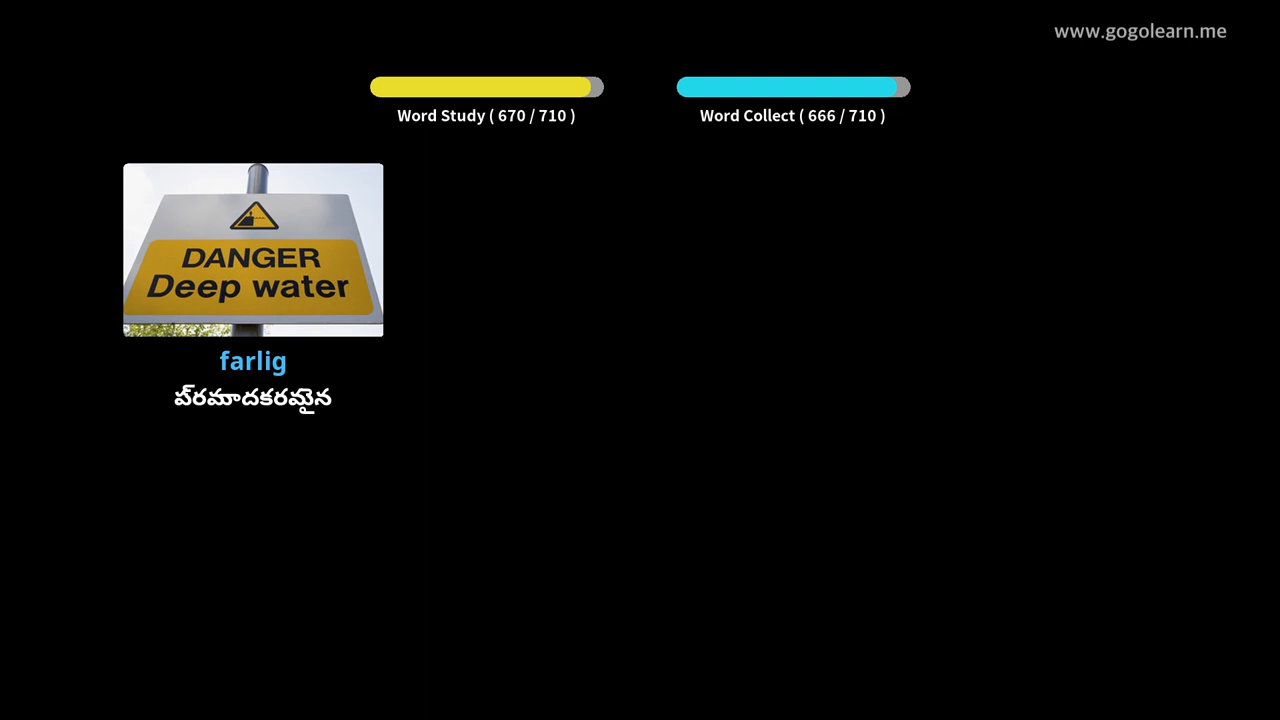 www.gogolearn.me
Word Study ( 670 / 710 )
Word Collect ( 666 / 710 )
DANGER
Deep water
farlig
ప్రమాదకరమైన